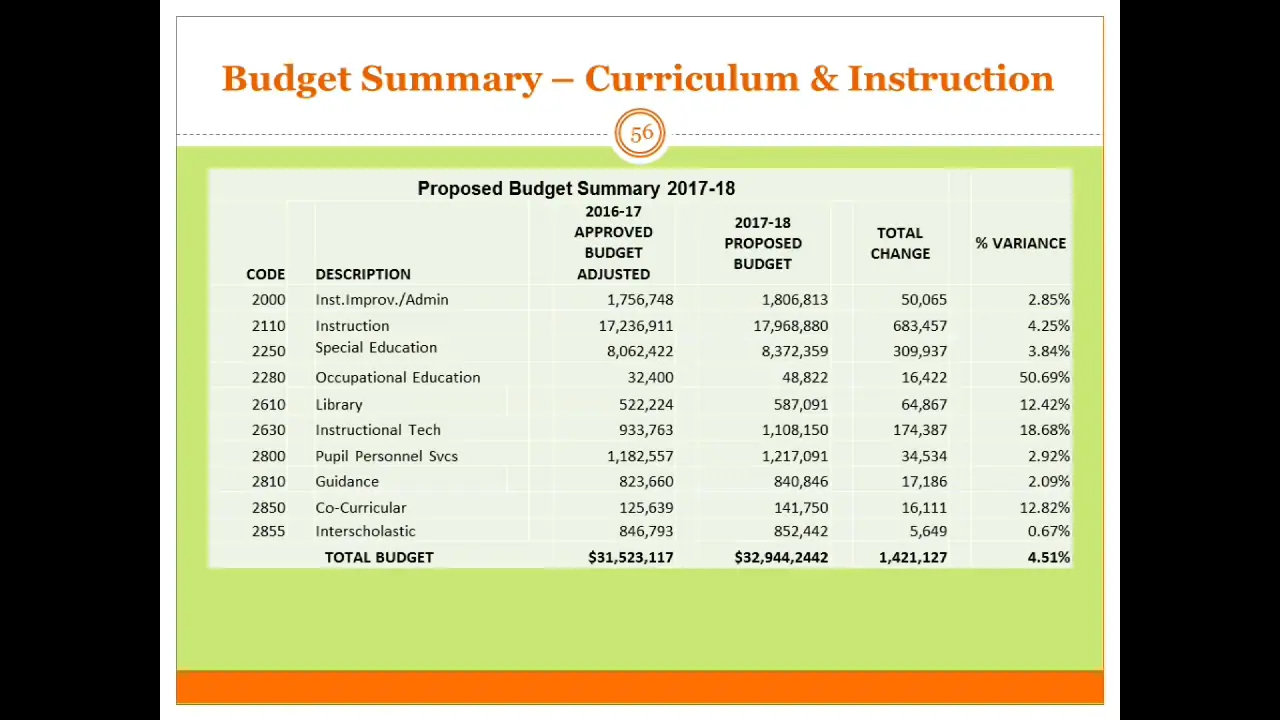 Budget Summary – Curriculum & Instruction
56
Proposed Budget Summary 2017-18
CODE DESCRIPTION 2016-17 APPROVED BUDGET ADJUSTED 2017-18 PROPOSED BUDGET TOTAL CHANGE % VARIANCE
2000 Inst.Improv./Admin 1,756,748 1,806,813 50,065 2.85%
2110 Instruction 17,236,911 17,968,880 683,457 4.25%
2250 Special Education 8,062,422 8,372,359 309,937 3.84%
2280 Occupational Education 32,400 48,822 16,422 50.69%
2610 Library 522,224 587,091 64,867 12.42%
2630 Instructional Tech 933,763 1,108,150 174,387 18.68%
2800 Pupil Personnel Svcs 1,182,557 1,217,091 34,534 2.92%
2810 Guidance 823,660 840,846 17,186 2.09%
2850 Co-Curricular 125,639 141,750 16,111 12.82%
2855 Interscholastic 846,793 852,442 5,649 0.67%
TOTAL BUDGET $31,523,117 $32,944,2442 1,421,127 4.51%